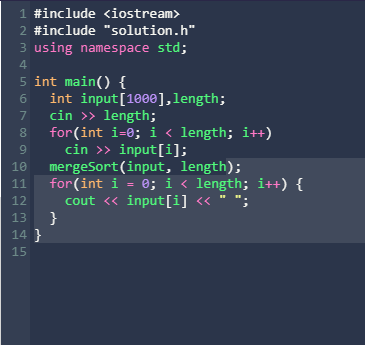 1 #include <iostream>
2 #include "solution.h"
3 using namespace std;
4
5 int main() {
6   int input[1000],length;
7   cin >> length;
8   for(int i=0; i < length; i++)
9     cin >> input[i];
10   mergeSort(input, length);
11   for(int i = 0; i < length; i++) {
12     cout << input[i] << " ";
13   }
14 }
15